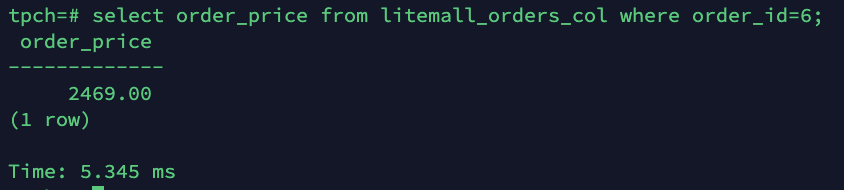 tpch=# select order_price from litemall_orders_col where order_id=6;
 order_price
-------------
     2469.00
(1 row)

Time: 5.345 ms